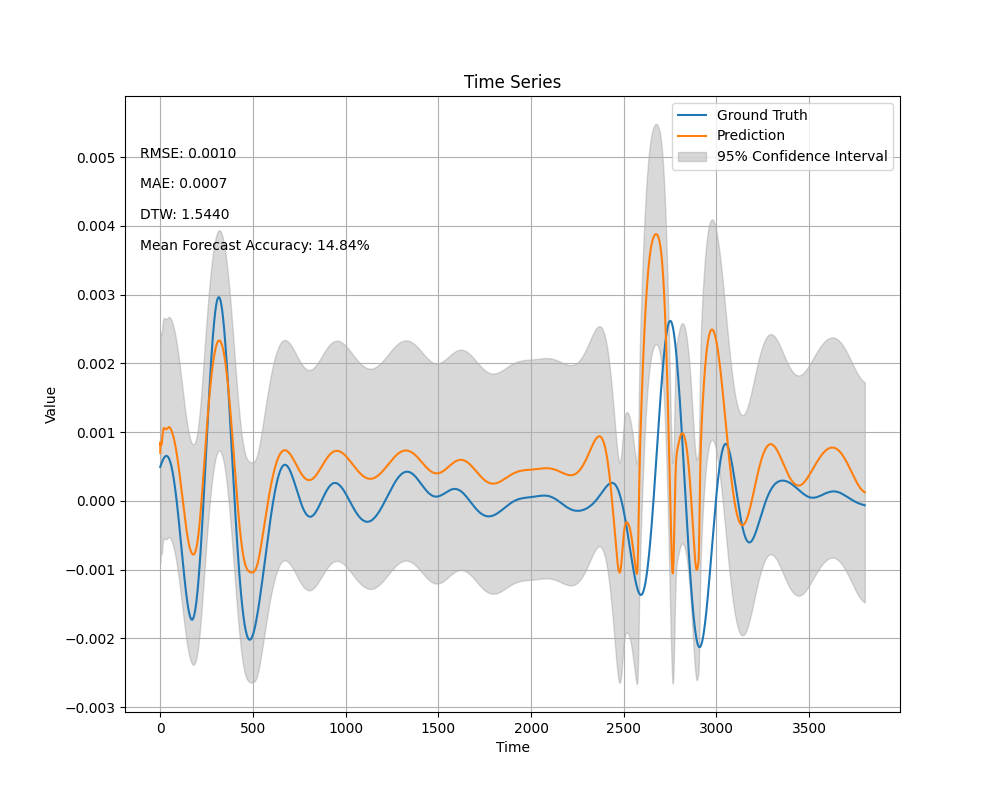 Time Series
Ground Truth
Prediction
95% Confidence Interval
RMSE: 0.0010
MAE: 0.0007
DTW: 1.5440
Mean Forecast Accuracy: 14.84%
Value
0.005
0.004
0.003
0.002
0.001
0.000
−0.001
−0.002
−0.003
0 500 1000 1500 2000 2500 3000 3500
Time